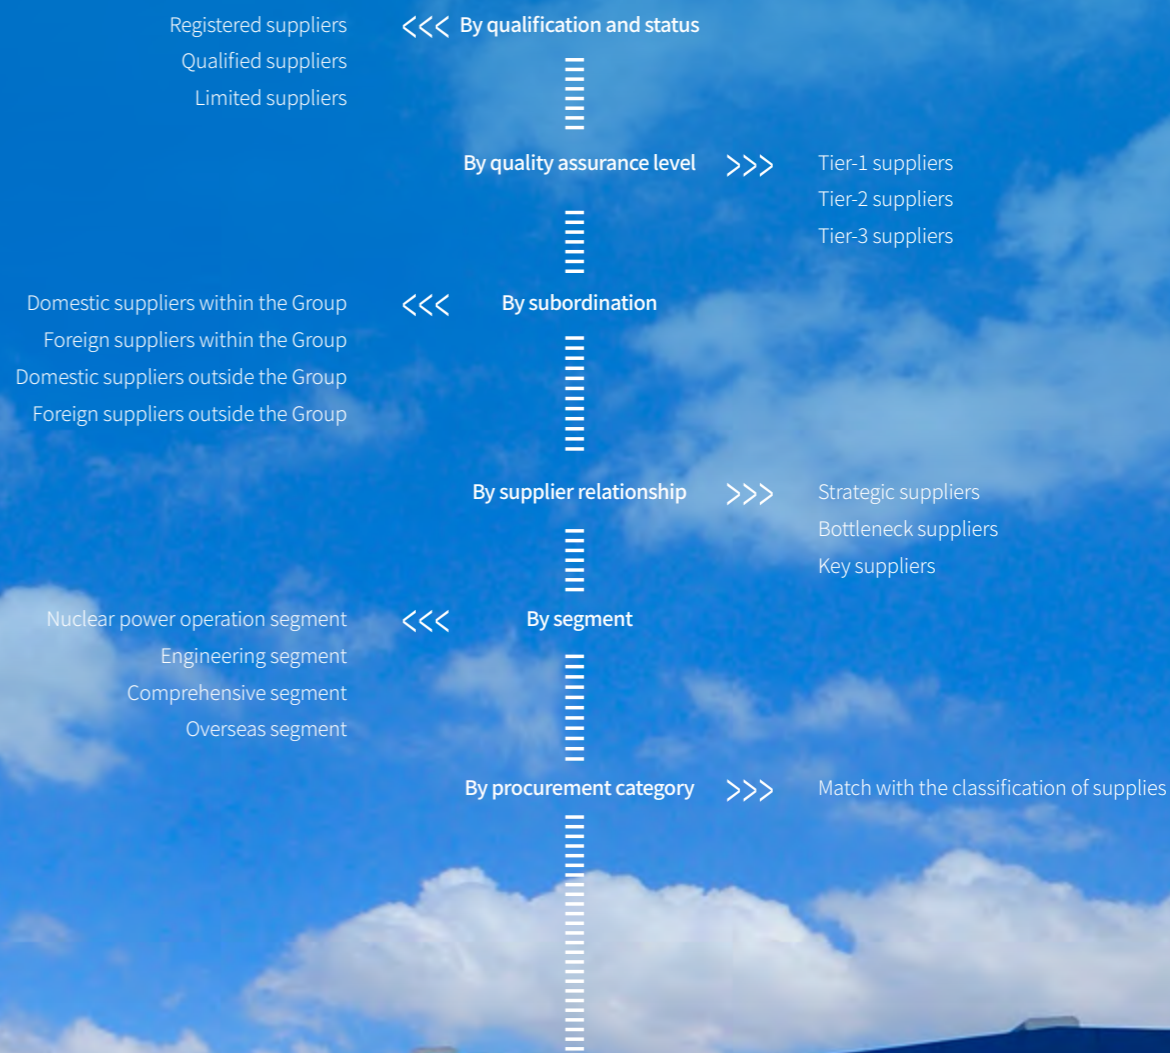 By qualification and status
Registered suppliers
Qualified suppliers
Limited suppliers
By quality assurance level
Tier-1 suppliers
Tier-2 suppliers
Tier-3 suppliers
By subordination
Domestic suppliers within the Group
Foreign suppliers within the Group
Domestic suppliers outside the Group
Foreign suppliers outside the Group
By supplier relationship
Strategic suppliers
Bottleneck suppliers
Key suppliers
By segment
Nuclear power operation segment
Engineering segment
Comprehensive segment
Overseas segment
By procurement category
Match with the classification of supplies